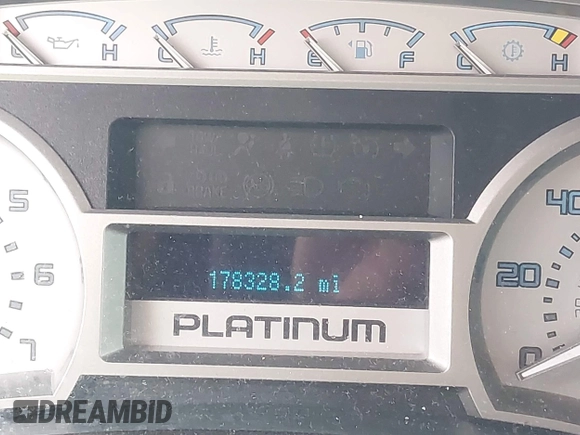 C H C H E F C H
5
6
7
178328.2 mi
PLATINUM
40
20
0
DREAMBID